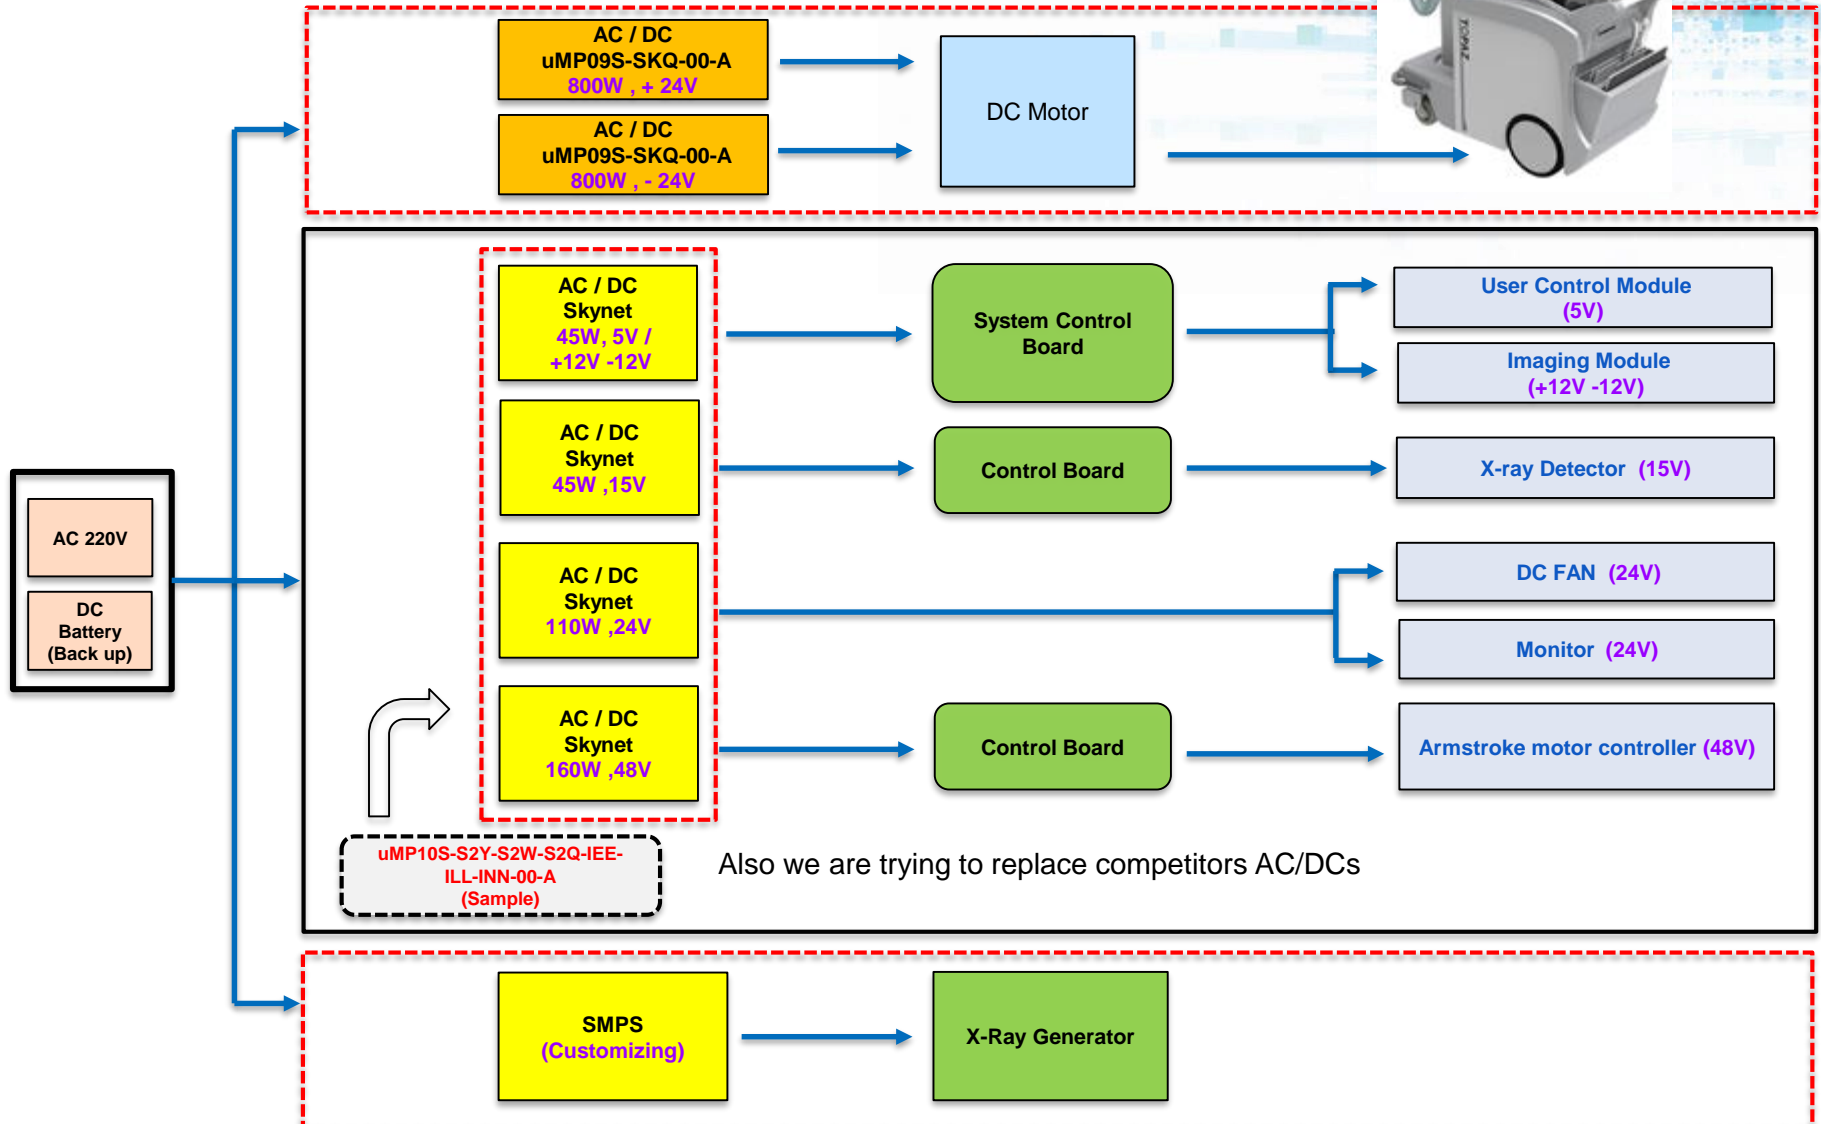 AC / DC
uMP09S-SKQ-00-A
800W , + 24V
AC / DC
uMP09S-SKQ-00-A
800W , - 24V
DC Motor
TOPAZ
AC / DC
Skynet
45W, 5V /
+12V -12V
System Control
Board
User Control Module
(5V)
Imaging Module
(+12V -12V)
AC / DC
Skynet
45W ,15V
Control Board
X-ray Detector (15V)
AC 220V
DC
Battery
(Back up)
AC / DC
Skynet
110W ,24V
DC FAN (24V)
Monitor (24V)
AC / DC
Skynet
160W ,48V
Control Board
Armstroke motor controller (48V)
uMP10S-S2Y-S2W-S2Q-IEE-
ILL-INN-00-A
(Sample)
Also we are trying to replace competitors AC/DCs
SMPS
(Customizing)
X-Ray Generator